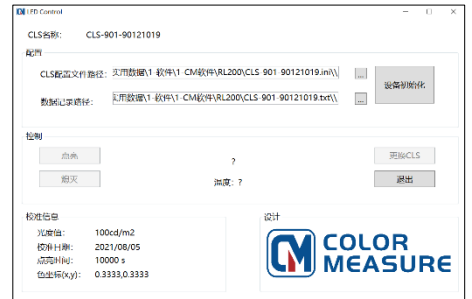 LED Control
CLS名称: CLS-901-90121019
配置
CLS配置文件路径: 实用数据\1-软件\1-CM软件\RL200\CLS-901-90121019.ini\\ ... 设备初始化
数据记录路径: 实用数据\1-软件\1-CM软件\RL200\CLS-901-90121019.txt\\ ...
控制
点亮 ? 更换CLS
熄灭 温度: ? 退出
校准信息 设计
光度值: 100cd/m2
校准日期: 2021/08/05
点亮时间: 10000 s
色坐标(x,y): 0.3333,0.3333
COLOR
MEASURE